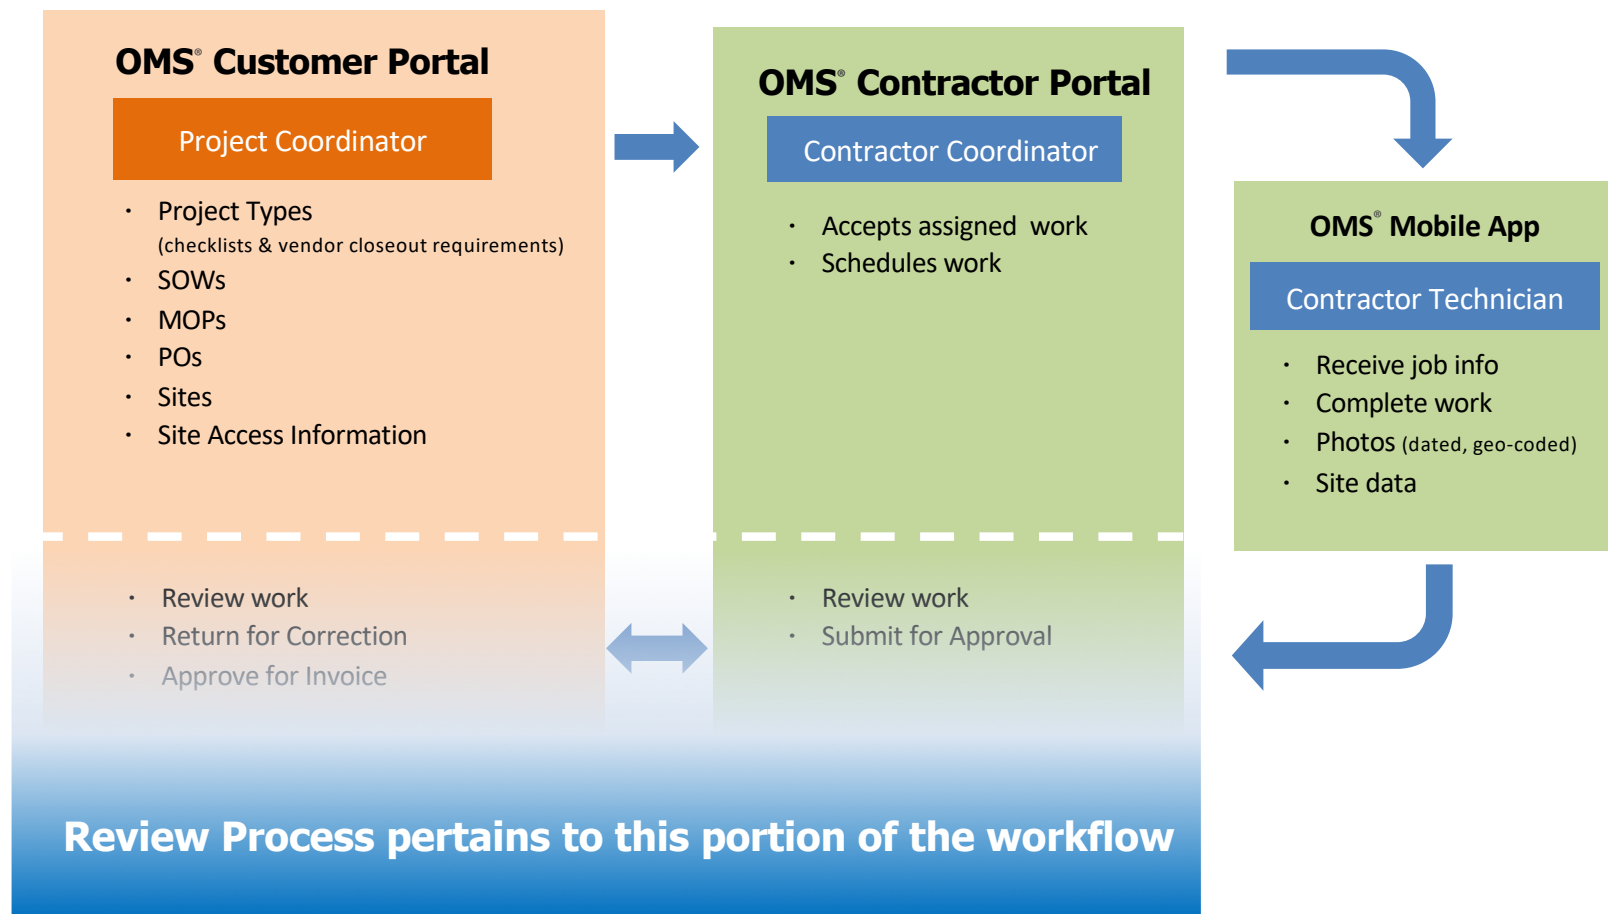 OMS® Customer Portal
Project Coordinator
· Project Types
(checklists & vendor closeout requirements)
· SOWs
· MOPs
· POs
· Sites
· Site Access Information
· Review work
· Return for Correction
· Approve for Invoice
OMS® Contractor Portal
Contractor Coordinator
· Accepts assigned work
· Schedules work
· Review work
· Submit for Approval
OMS® Mobile App
Contractor Technician
· Receive job info
· Complete work
· Photos (dated, geo-coded)
· Site data
Review Process pertains to this portion of the workflow